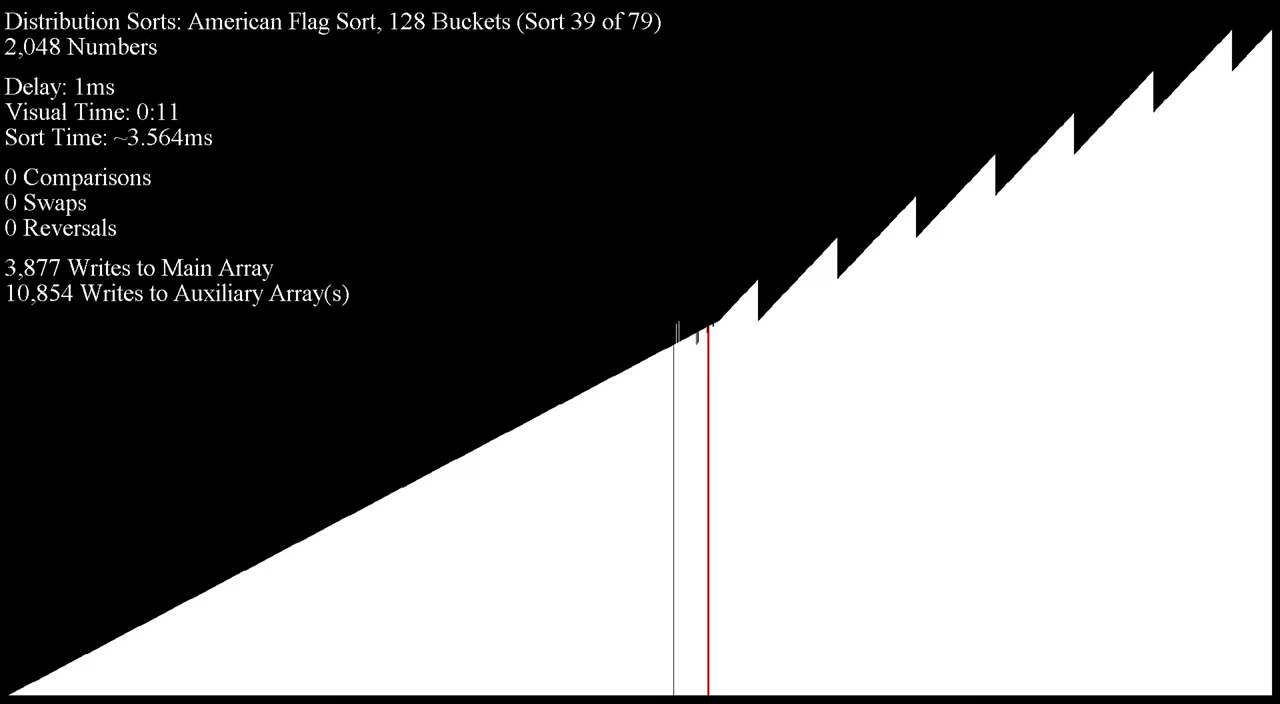 Distribution Sorts: American Flag Sort, 128 Buckets (Sort 39 of 79)
2,048 Numbers
Delay: 1ms
Visual Time: 0:11
Sort Time: ~3.564ms
0 Comparisons
0 Swaps
0 Reversals
3,877 Writes to Main Array
10,854 Writes to Auxiliary Array(s)